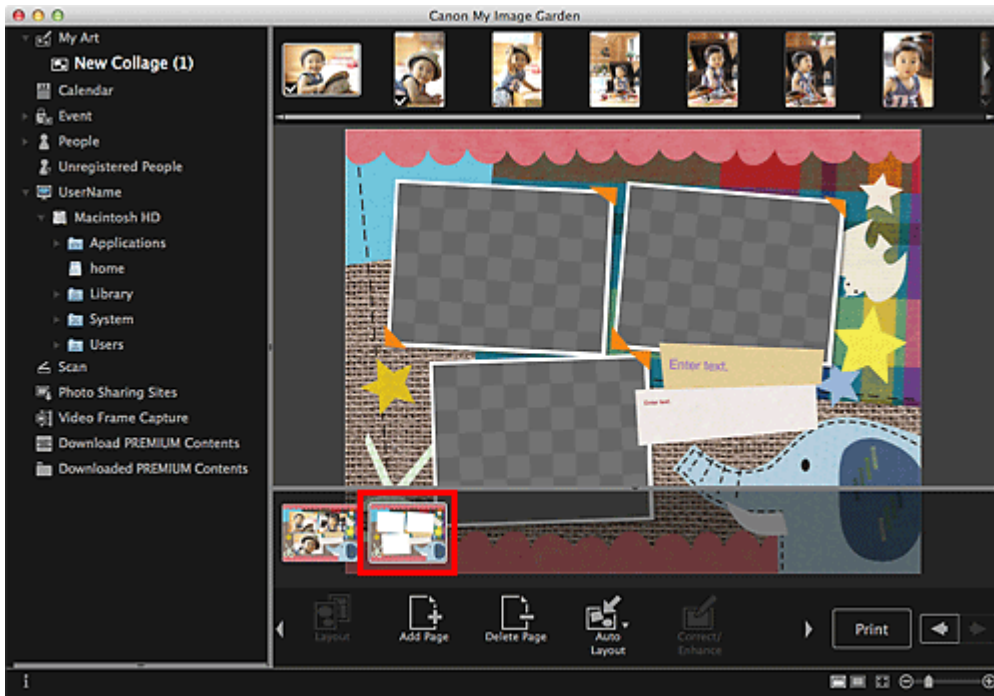 Canon My Image Garden
My Art
New Collage (1)
Calendar
Event
People
Unregistered People
UserName
Macintosh HD
Applications
home
Library
System
Users
Scan
Photo Sharing Sites
Video Frame Capture
Download PREMIUM Contents
Downloaded PREMIUM Contents
Enter text.
Enter text
Layout
Add Page
Delete Page
Auto
Layout
Correct/
Enhance
Print